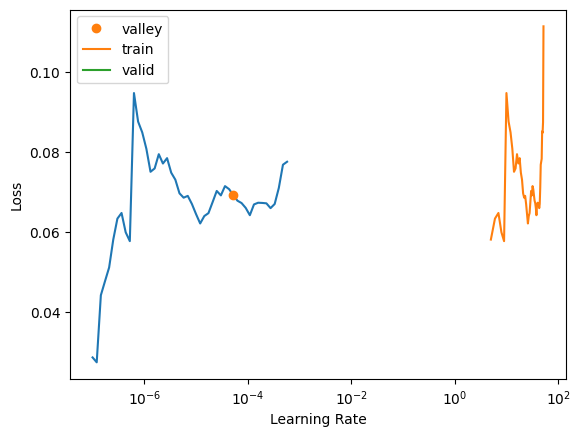 valley
train
valid
0.10
0.08
0.06
0.04
Loss
10⁻⁶
10⁻⁴
10⁻²
10⁰
10²
Learning Rate